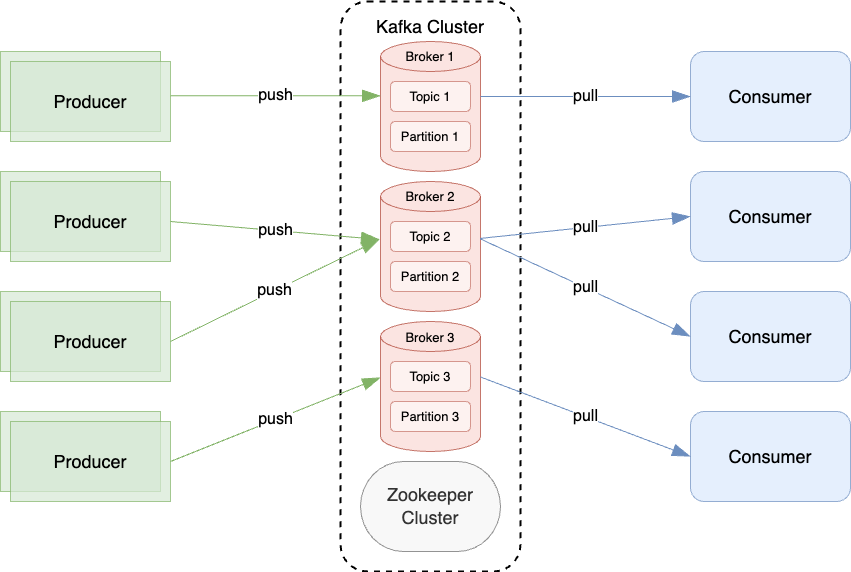 Kafka Cluster
Producer
push
Broker 1
Topic 1
Partition 1
pull
Consumer
Producer
push
Broker 2
Topic 2
Partition 2
pull
Consumer
Producer
push
pull
Consumer
Broker 3
Topic 3
Partition 3
Producer
push
pull
Consumer
Zookeeper
Cluster